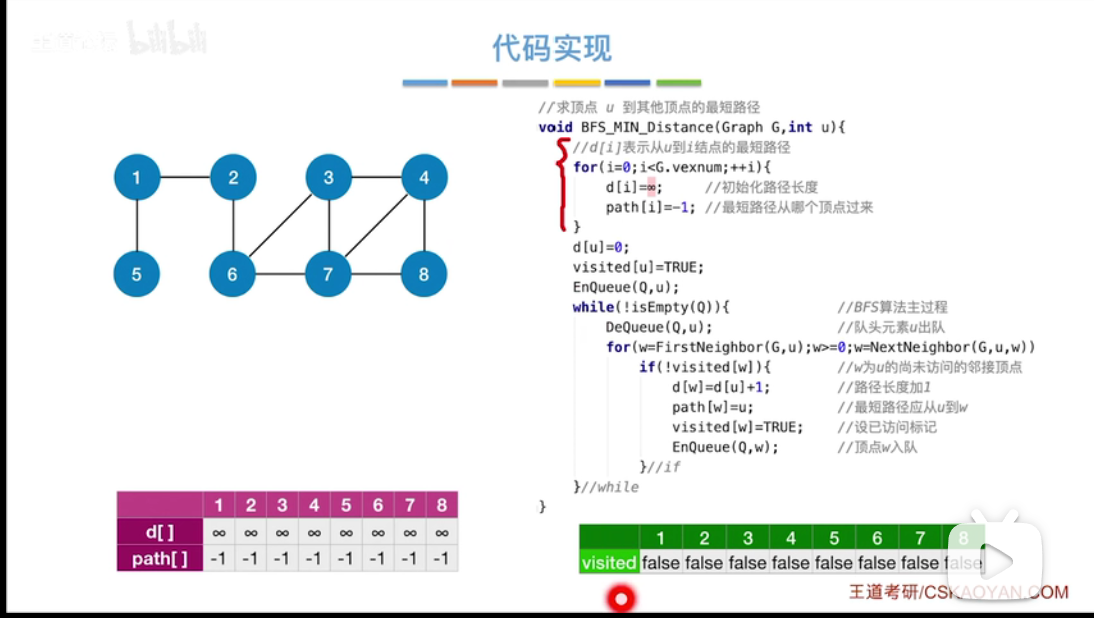 bilibili
代码实现
//求顶点 u 到其他顶点的最短路径
void BFS_MIN_Distance(Graph G,int u){
//d[i]表示从u到i结点的最短路径
for(i=0;i<G.vexnum;++i){
d[i]=∞; //初始化路径长度
path[i]=-1; //最短路径从哪个顶点过来
}
d[u]=0;
visited[u]=TRUE;
EnQueue(Q,u);
while(!isEmpty(Q)){ //BFS算法主过程
DeQueue(Q,u); //队头元素u出队
for(w=FirstNeighbor(G,u);w>=0;w=NextNeighbor(G,u,w))
if(!visited[w]){ //w为u的尚未访问的邻接顶点
d[w]=d[u]+1; //路径长度加1
path[w]=u; //最短路径应从u到w
visited[w]=TRUE; //设已访问标记
EnQueue(Q,w); //顶点w入队
}//if
}//while
}
1 2 3 4
5 6 7 8
1 2 3 4 5 6 7 8
d[ ] ∞ ∞ ∞ ∞ ∞ ∞ ∞ ∞
path[ ] -1 -1 -1 -1 -1 -1 -1 -1
1 2 3 4 5 6 7 8
visited false false false false false false false false
王道考研/CSKAOYAN.COM